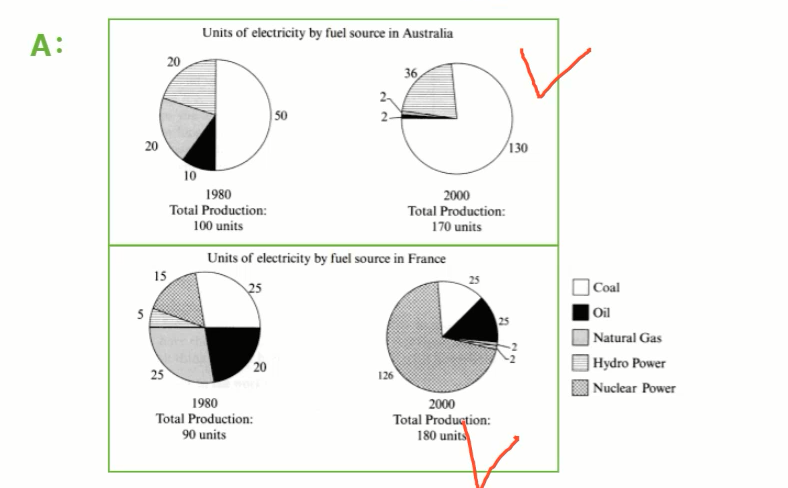 A:
Units of electricity by fuel source in Australia
20
50
20
10
1980
Total Production:
100 units
36
2
2
130
2000
Total Production:
170 units
Units of electricity by fuel source in France
15
25
5
25
20
1980
Total Production:
90 units
25
25
2
2
126
2000
Total Production:
180 units
Coal
Oil
Natural Gas
Hydro Power
Nuclear Power